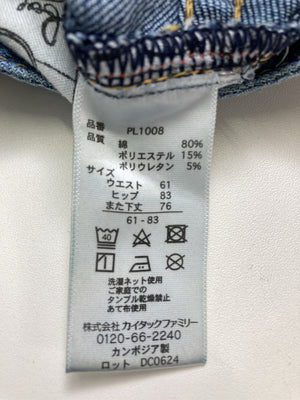 品番 PL1008
品質 綿 80%
ポリエステル 15%
ポリウレタン 5%
サイズ
ウエスト 61
ヒップ 83
また下丈 76
61 - 83
40
洗濯ネット使用
ご家庭での
タンブル乾燥禁止
あて布使用
株式会社 カイタックファミリー
0120-66-2240
カンボジア製
ロット DC0624